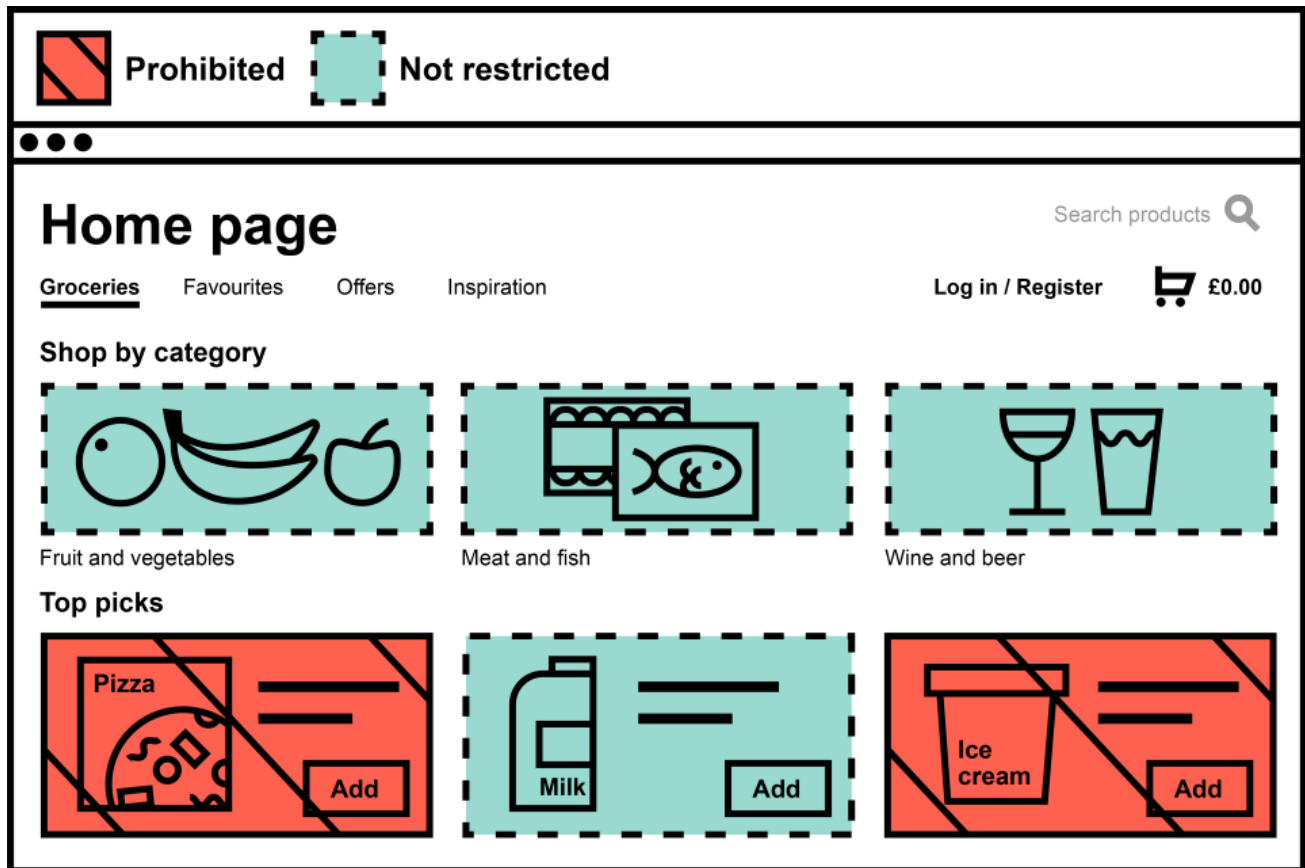 Prohibited Not restricted
Home page
Search products
Groceries Favourites Offers Inspiration Log in / Register £0.00
Shop by category
Fruit and vegetables Meat and fish Wine and beer
Top picks
Pizza
Add
Milk
Add
Ice
cream
Add